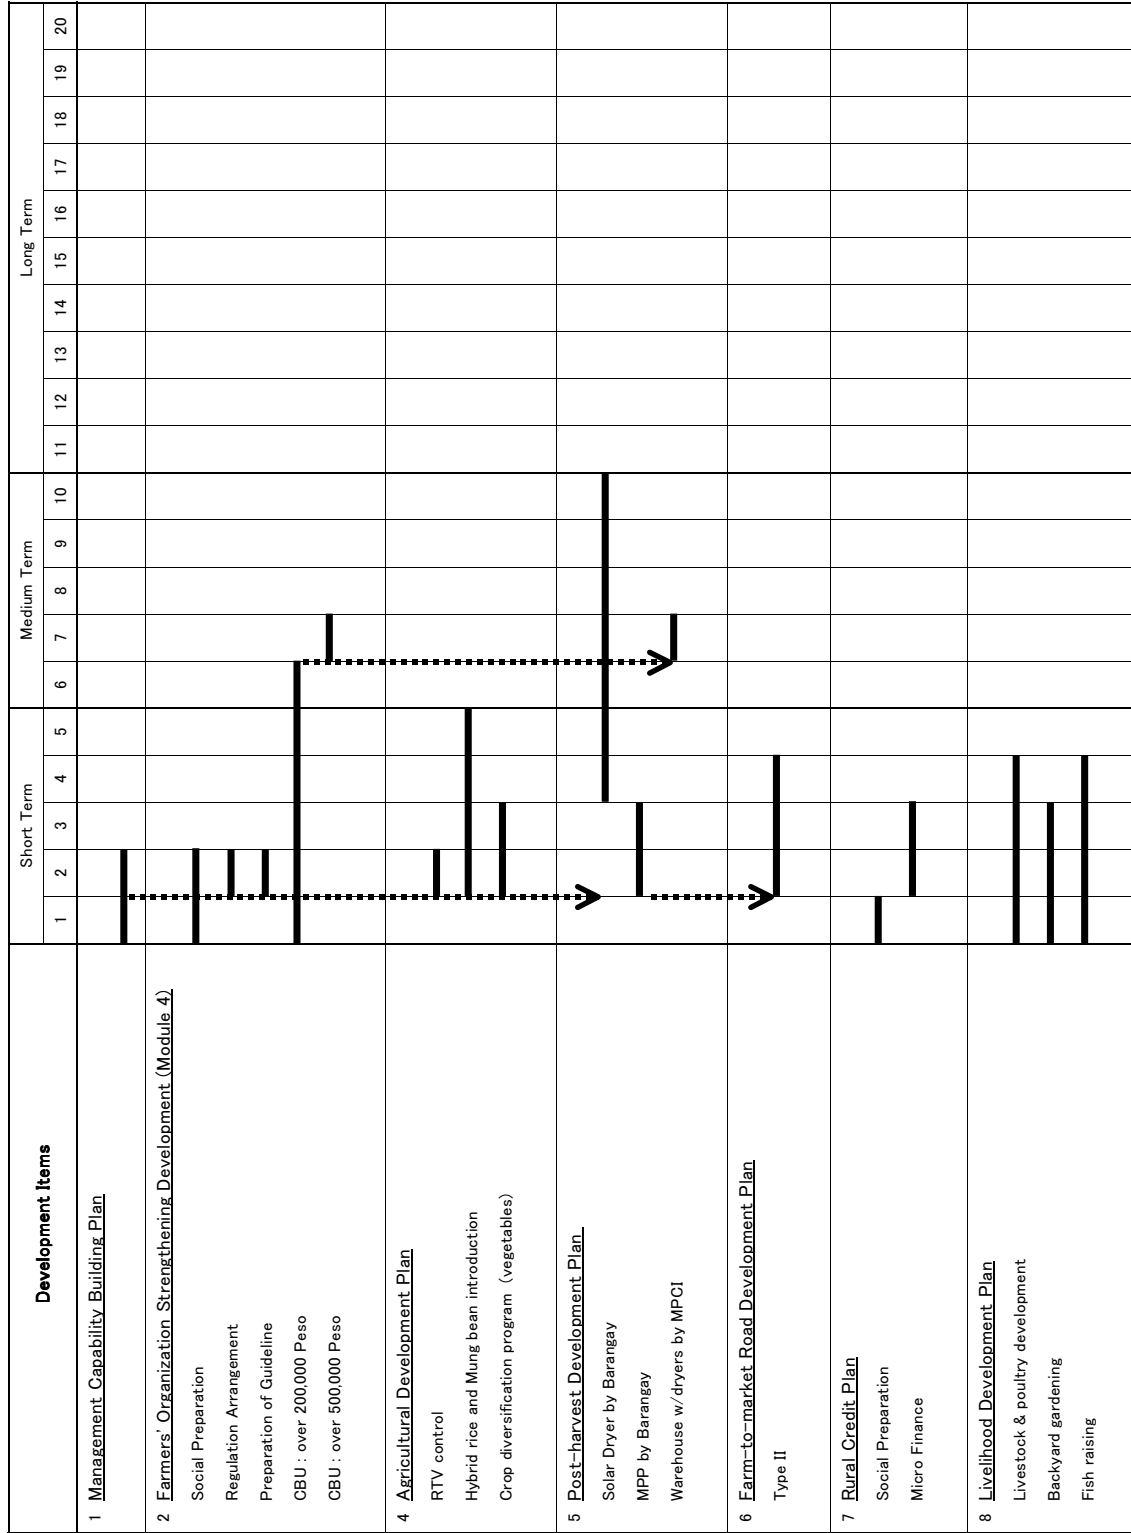 Development Items
Short Term
Medium Term
Long Term
1 2 3 4 5 6 7 8 9 10 11 12 13 14 15 16 17 18 19 20
1 Management Capability Building Plan
2 Farmers' Organization Strengthening Development (Module 4)
Social Preparation
Regulation Arrangement
Preparation of Guideline
CBU : over 200,000 Peso
CBU : over 500,000 Peso
4 Agricultural Development Plan
RTV control
Hybrid rice and Mung bean introduction
Crop diversification program (vegetables)
5 Post-harvest Development Plan
Solar Dryer by Barangay
MPP by Barangay
Warehouse w/dryers by MPCI
6 Farm-to-market Road Development Plan
Type II
7 Rural Credit Plan
Social Preparation
Micro Finance
8 Livelihood Development Plan
Livestock & poultry development
Backyard gardening
Fish raising